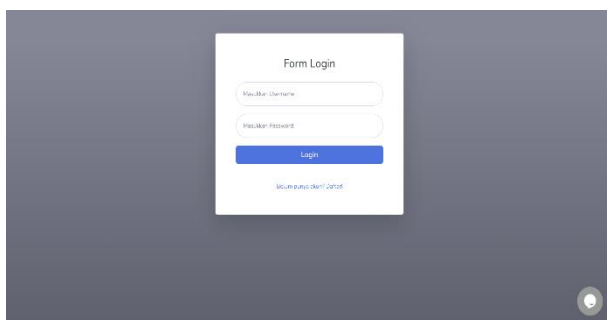 Form Login
Masukkan Username
Masukkan Password
Login
Belum punya akun? Daftar!